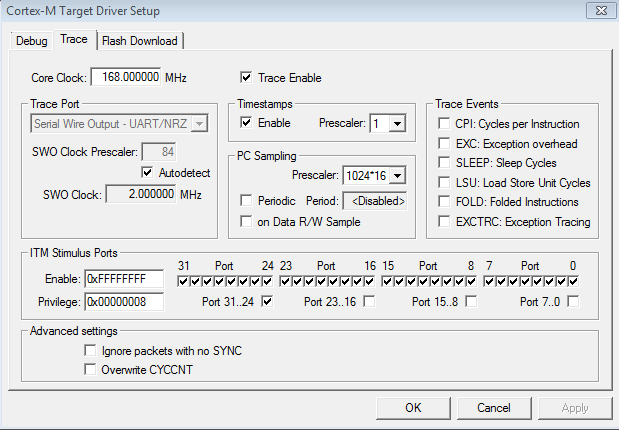 Cortex-M Target Driver Setup
Debug Trace Flash Download
Core Clock: 168.000000 MHz Trace Enable
Trace Port
Serial Wire Output - UART/NRZ
SWO Clock Prescaler: 84
Autodetect
SWO Clock: 2.000000 MHz
Timestamps
Enable Prescaler: 1
PC Sampling
Prescaler: 1024*16
Periodic Period: <Disabled>
on Data R/W Sample
Trace Events
CPI: Cycles per Instruction
EXC: Exception overhead
SLEEP: Sleep Cycles
LSU: Load Store Unit Cycles
FOLD: Folded Instructions
EXCTRC: Exception Tracing
ITM Stimulus Ports
31 Port 24 23 Port 16 15 Port 8 7 Port 0
Enable: 0xFFFFFFFF
Privilege: 0x00000008 Port 31..24 Port 23..16 Port 15..8 Port 7..0
Advanced settings
Ignore packets with no SYNC
Overwrite CYCCNT
OK Cancel Apply